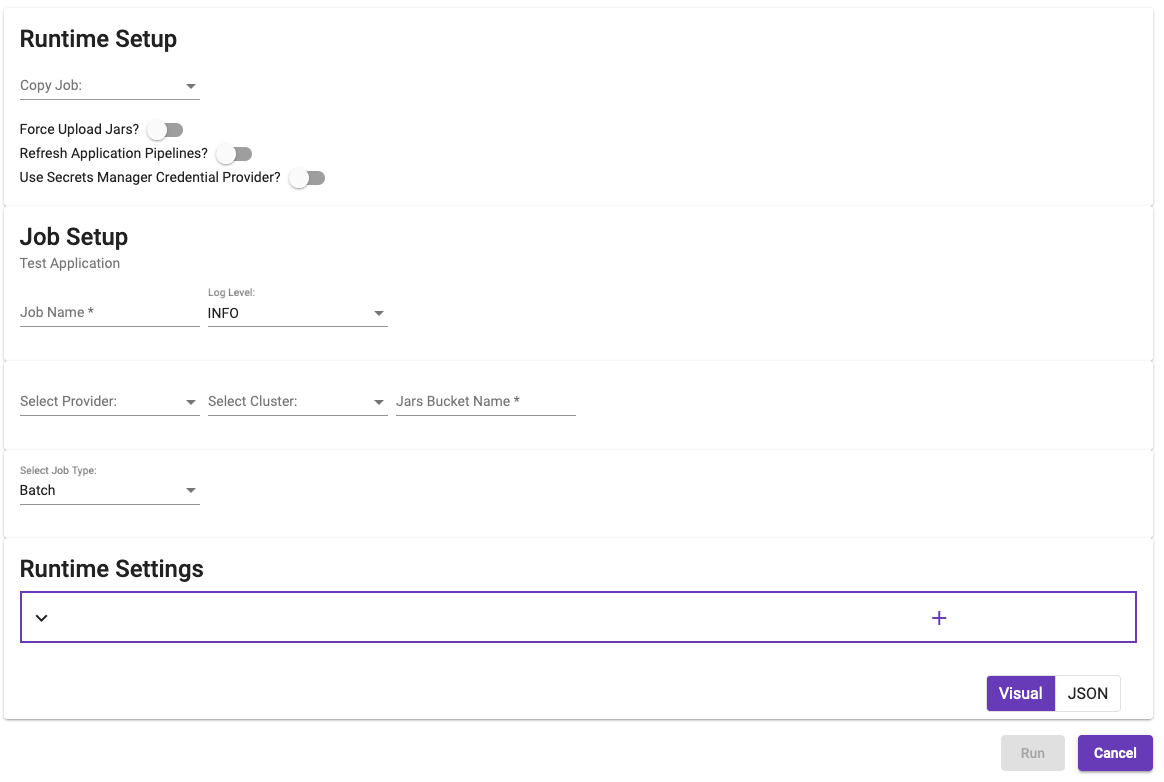 Runtime Setup
Copy Job:
Force Upload Jars?
Refresh Application Pipelines?
Use Secrets Manager Credential Provider?
Job Setup
Test Application
Job Name *
Log Level:
INFO
Select Provider:
Select Cluster:
Jars Bucket Name *
Select Job Type:
Batch
Runtime Settings
Visual
JSON
Run
Cancel